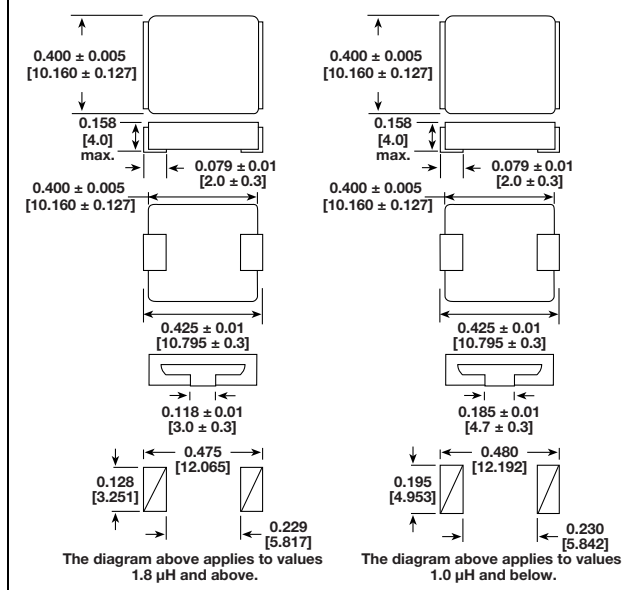 0.400 ± 0.005
[10.160 ± 0.127]
0.158
[4.0]
max.
0.079 ± 0.01
[2.0 ± 0.3]
0.400 ± 0.005
[10.160 ± 0.127]
0.425 ± 0.01
[10.795 ± 0.3]
0.118 ± 0.01
[3.0 ± 0.3]
0.475
[12.065]
0.128
[3.251]
0.229
[5.817]
The diagram above applies to values
1.8 µH and above.
0.400 ± 0.005
[10.160 ± 0.127]
0.158
[4.0]
max.
0.079 ± 0.01
[2.0 ± 0.3]
0.400 ± 0.005
[10.160 ± 0.127]
0.425 ± 0.01
[10.795 ± 0.3]
0.185 ± 0.01
[4.7 ± 0.3]
0.480
[12.192]
0.195
[4.953]
0.230
[5.842]
The diagram above applies to values
1.0 µH and below.